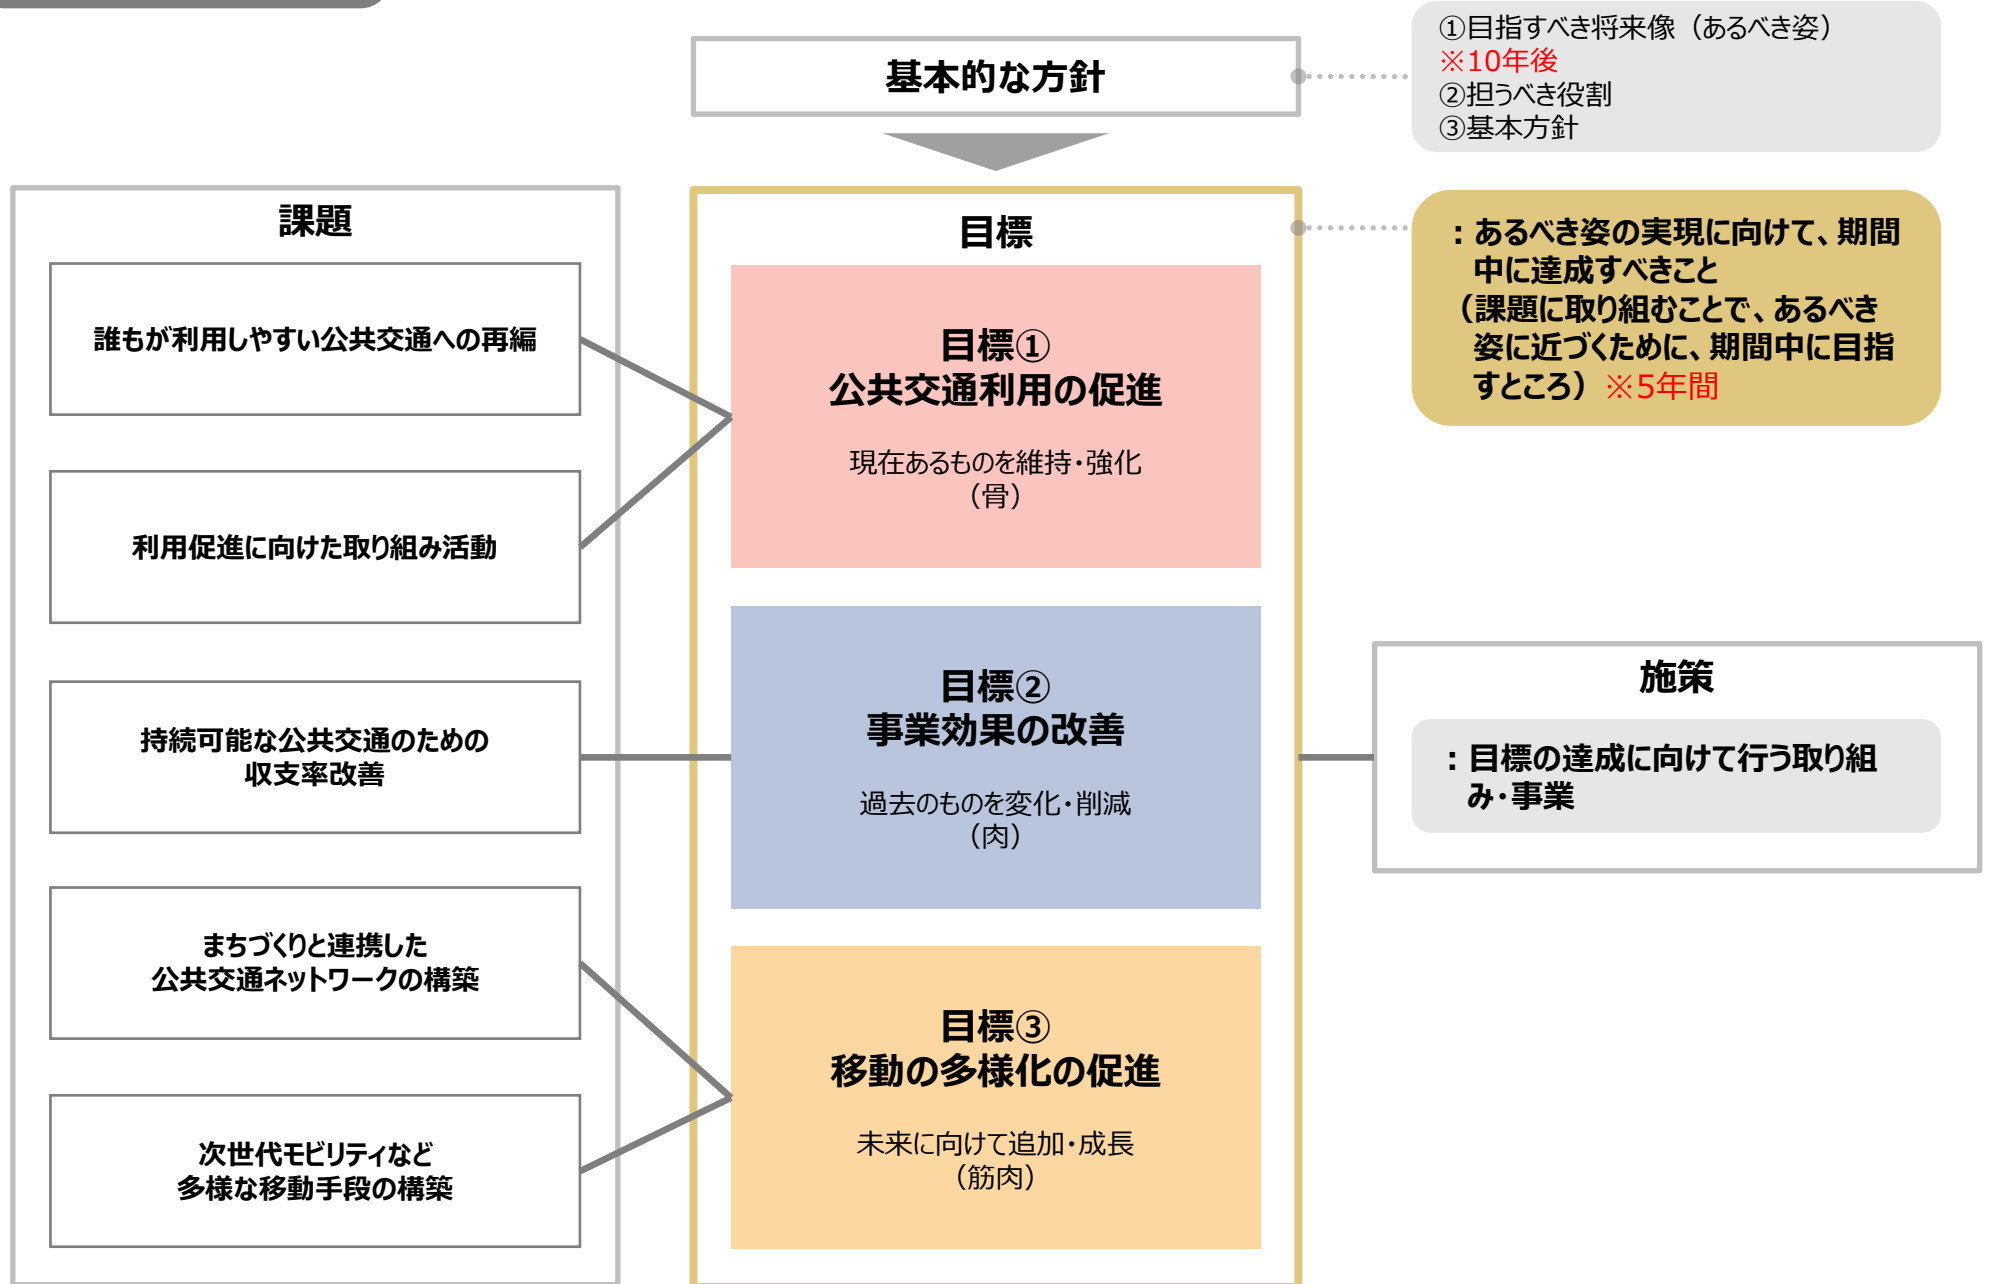 基本的な方針
①目指すべき将来像（あるべき姿）
※10年後
②担うべき役割
③基本方針
課題
誰もが利用しやすい公共交通への再編
利用促進に向けた取り組み活動
持続可能な公共交通のための
収支率改善
まちづくりと連携した
公共交通ネットワークの構築
次世代モビリティなど
多様な移動手段の構築
目標
目標①
公共交通利用の促進
現在あるものを維持・強化
（骨）
目標②
事業効果の改善
過去のものを変化・削減
（肉）
目標③
移動の多様化の促進
未来に向けて追加・成長
（筋肉）
：あるべき姿の実現に向けて、期間
中に達成すべきこと
（課題に取り組むことで、あるべき
姿に近づくために、期間中に目指
すところ）※5年間
施策
：目標の達成に向けて行う取り組
み・事業